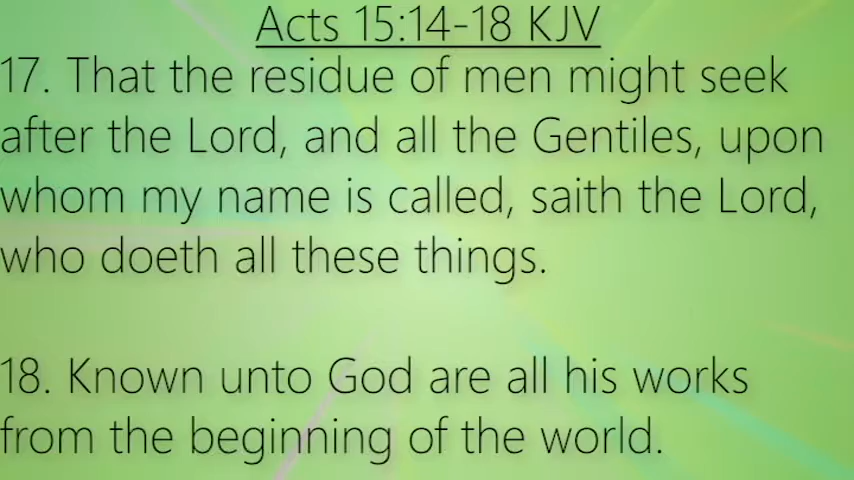 Acts 15:14-18 KJV
17. That the residue of men might seek
after the Lord, and all the Gentiles, upon
whom my name is called, saith the Lord,
who doeth all these things.
18. Known unto God are all his works
from the beginning of the world.